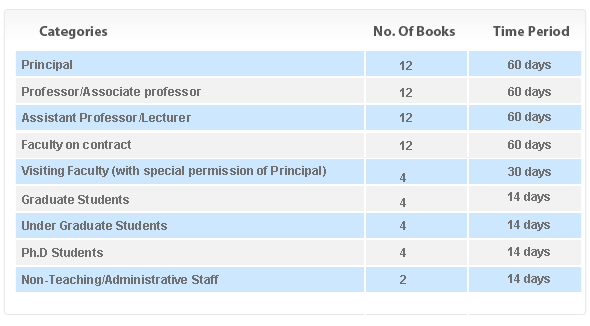 Categories No. Of Books Time Period
Principal 12 60 days
Professor/Associate professor 12 60 days
Assistant Professor/Lecturer 12 60 days
Faculty on contract 12 60 days
Visiting Faculty (with special permission of Principal) 4 30 days
Graduate Students 4 14 days
Under Graduate Students 4 14 days
Ph.D Students 4 14 days
Non-Teaching/Administrative Staff 2 14 days